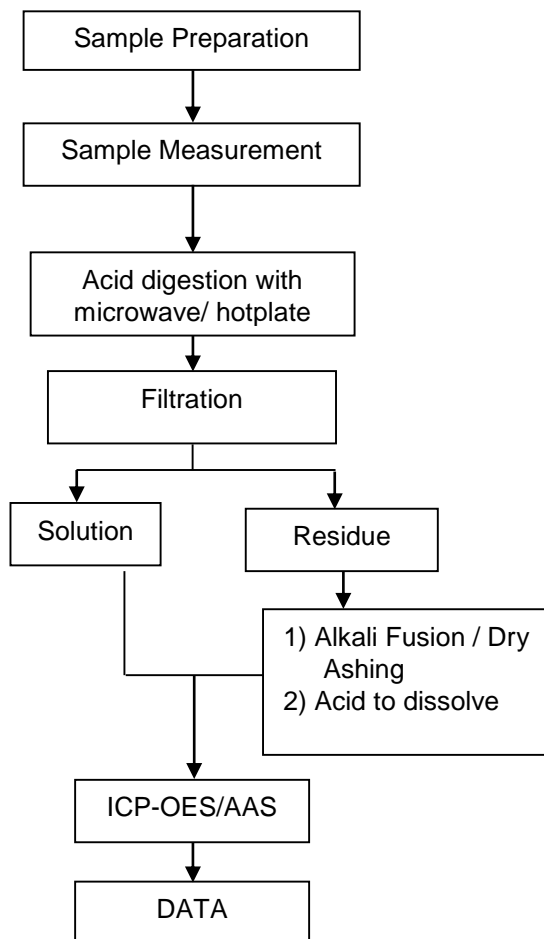 Sample Preparation
Sample Measurement
Acid digestion with
microwave/ hotplate
Filtration
Solution
Residue
1) Alkali Fusion / Dry
Ashing
2) Acid to dissolve
ICP-OES/AAS
DATA